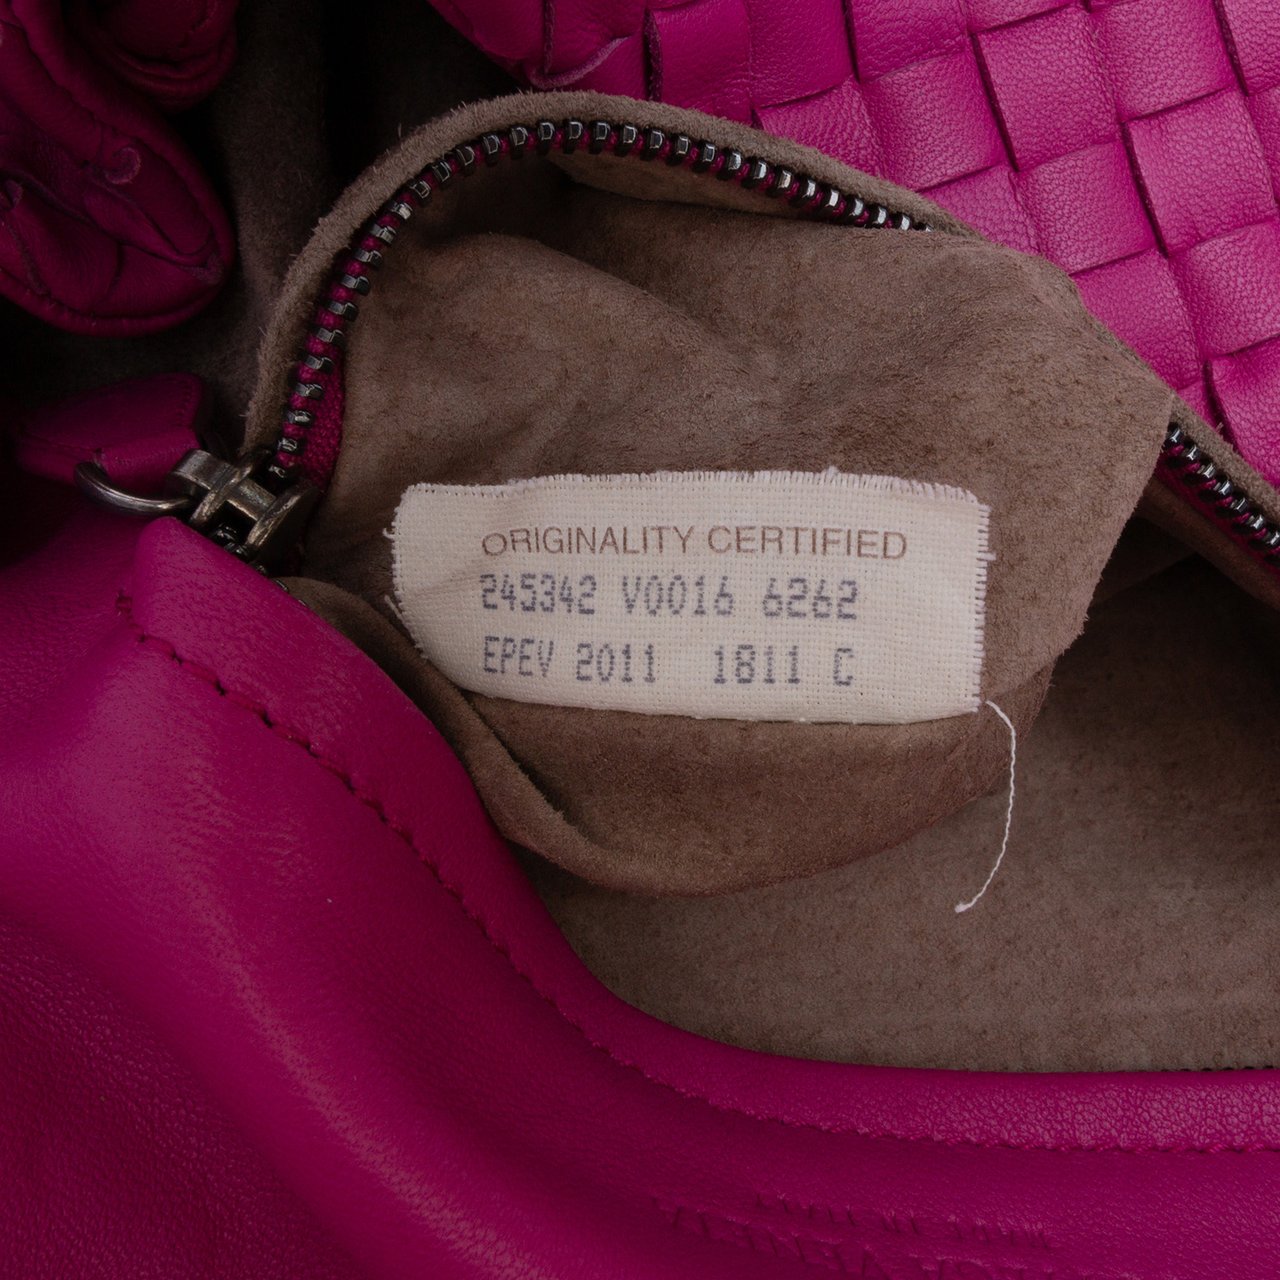 ORIGINALITY CERTIFIED
245342 V0016 6262
EPEV 2011 1811 C